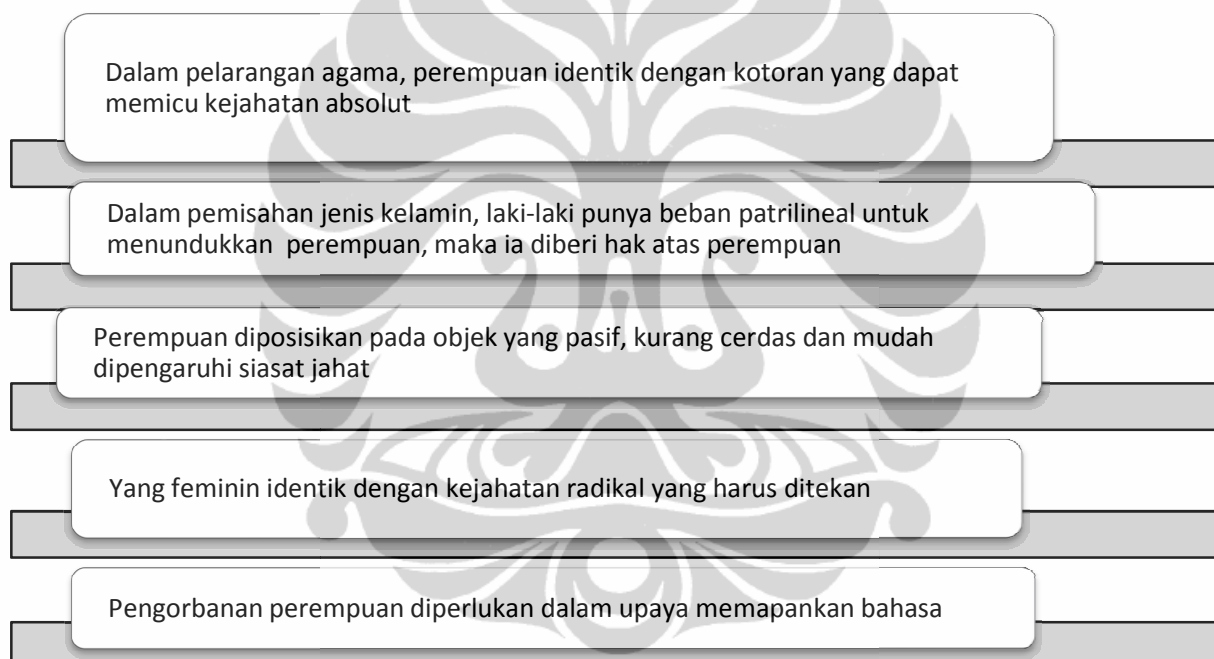 Dalam pelarangan agama, perempuan identik dengan kotoran yang dapat
memicu kejahatan absolut
Dalam pemisahan jenis kelamin, laki-laki punya beban patrilineal untuk
menundukkan perempuan, maka ia diberi hak atas perempuan
Perempuan diposisikan pada objek yang pasif, kurang cerdas dan mudah
dipengaruhi siasat jahat
Yang feminin identik dengan kejahatan radikal yang harus ditekan
Pengorbanan perempuan diperlukan dalam upaya memapankan bahasa